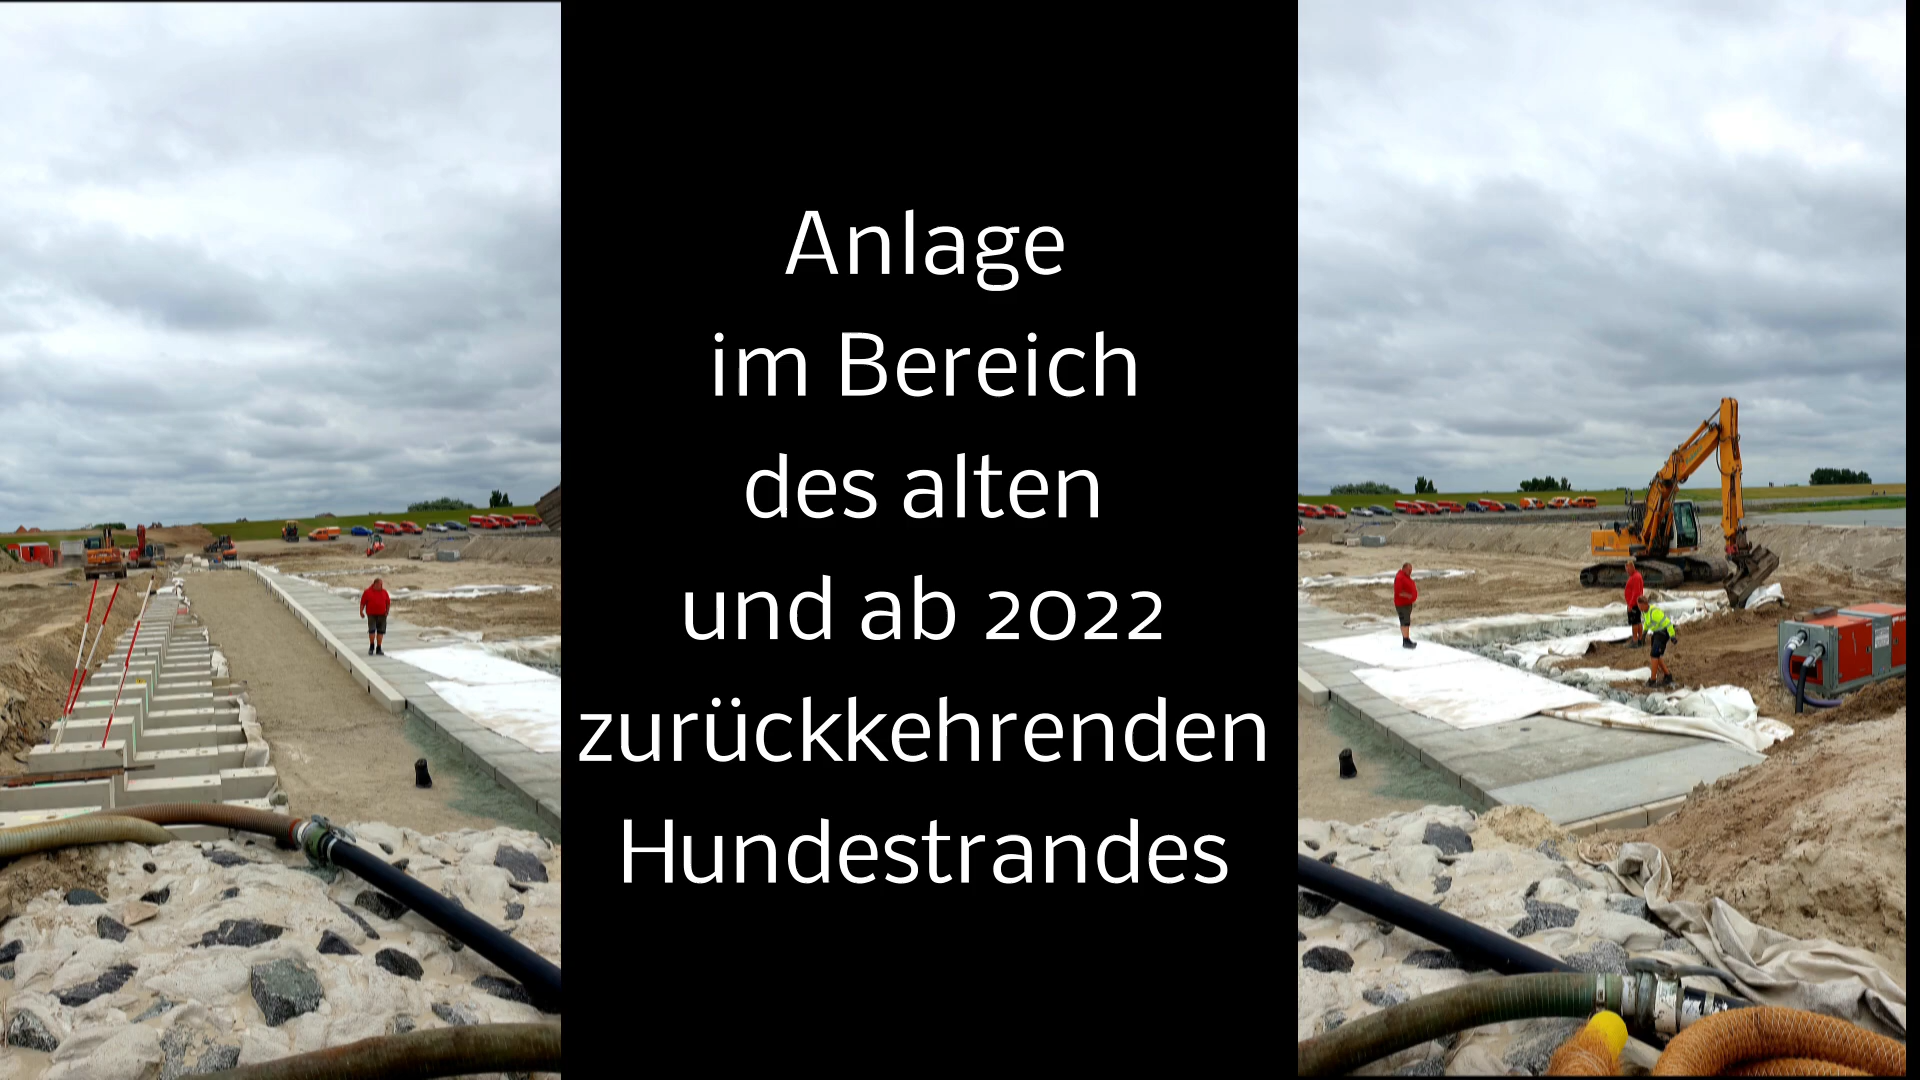 Anlage
im Bereich
des alten
und ab 2022
zurückkehrenden
Hundestrandes